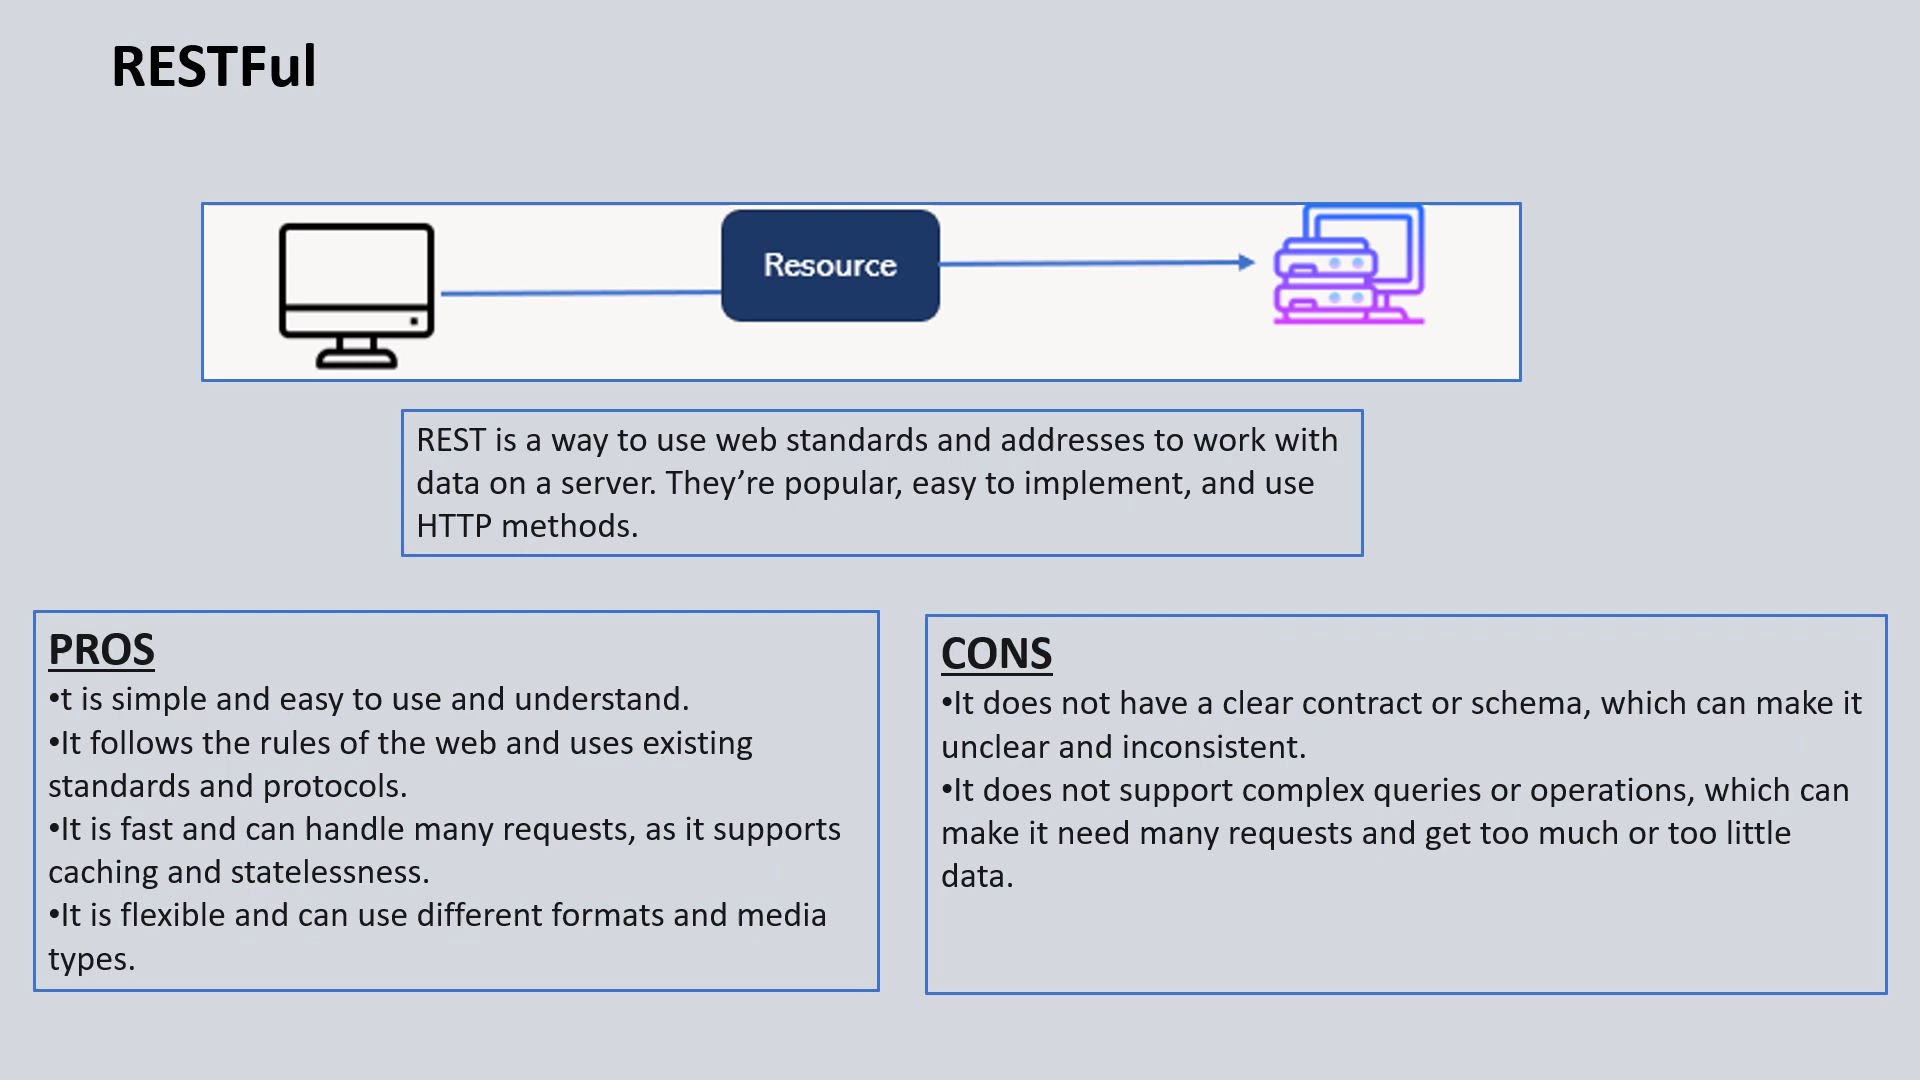 RESTFul
Resource
REST is a way to use web standards and addresses to work with
data on a server. They’re popular, easy to implement, and use
HTTP methods.
PROS
•t is simple and easy to use and understand.
•It follows the rules of the web and uses existing
standards and protocols.
•It is fast and can handle many requests, as it supports
caching and statelessness.
•It is flexible and can use different formats and media
types.
CONS
•It does not have a clear contract or schema, which can make it
unclear and inconsistent.
•It does not support complex queries or operations, which can
make it need many requests and get too much or too little
data.